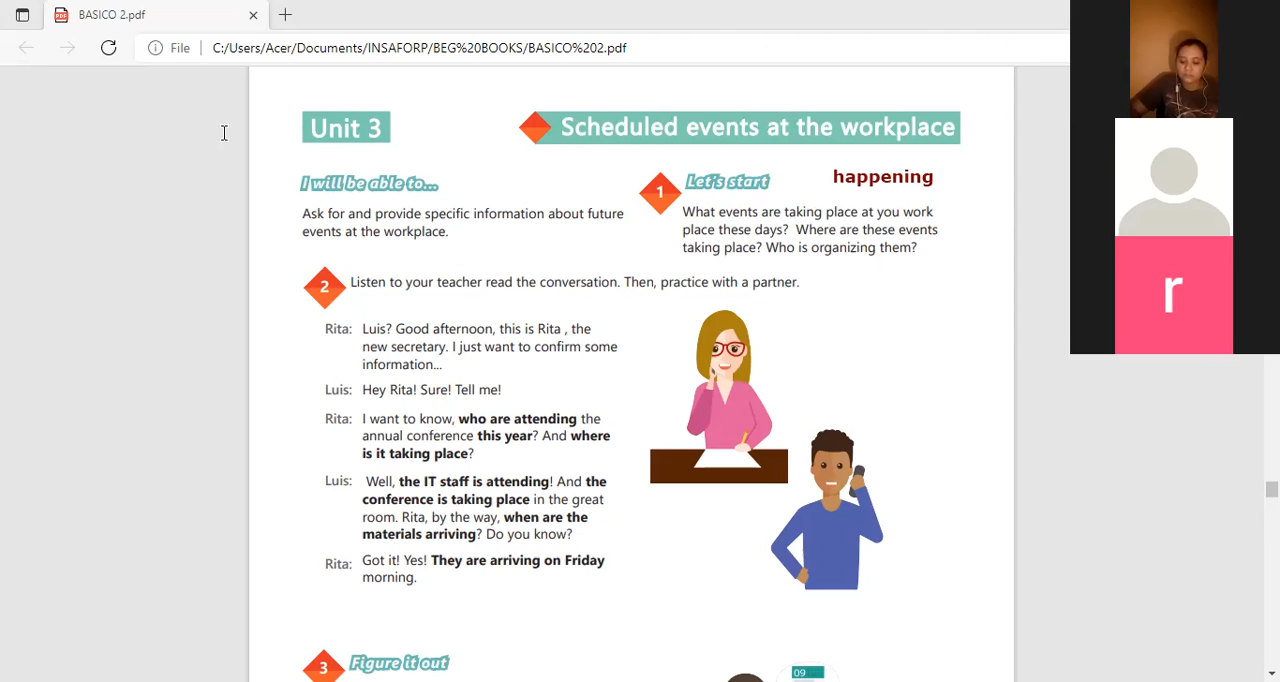 BASICO 2.pdf
File
C:/Users/Acer/Documents/INSAFORP/BEG%20BOOKS/BASICO%202.pdf
Unit 3
Scheduled events at the workplace
I will be able to...
Ask for and provide specific information about future
events at the workplace.
1
Let's start
happening
What events are taking place at you work
place these days? Where are these events
taking place? Who is organizing them?
2
Listen to your teacher read the conversation. Then, practice with a partner.
Rita: Luis? Good afternoon, this is Rita , the
new secretary. I just want to confirm some
information...
Luis: Hey Rita! Sure! Tell me!
Rita: I want to know, who are attending the
annual conference this year? And where
is it taking place?
Luis: Well, the IT staff is attending! And the
conference is taking place in the great
room. Rita, by the way, when are the
materials arriving? Do you know?
Rita: Got it! Yes! They are arriving on Friday
morning.
3
Figure it out
09
r